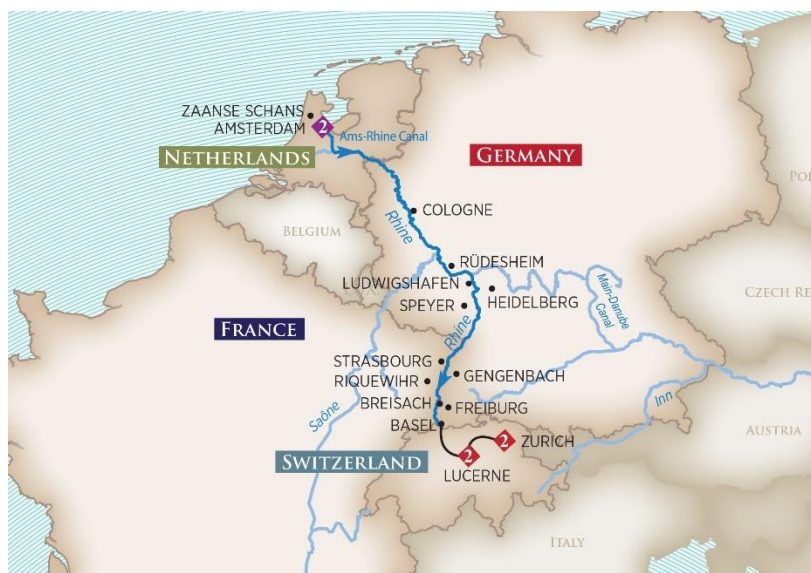 ZAANSE SCHANS
AMSTERDAM
2
Ams-Rhine Canal
NETHERLANDS
GERMANY
PO
COLOGNE
Rhine
BELGIUM
RÜDESHEIM
LUDWIGSHAFEN
HEIDELBERG
Main-Danube
Canal
CZECH RE
SPEYER
FRANCE
Rhine
STRASBOURG
GENGENBACH
RIQUEWIHR
BREISACH
FREIBURG
Saône
Inn
BASEL
AUSTRIA
2
ZURICH
SWITZERLAND
2
LUCERNE
ITALY